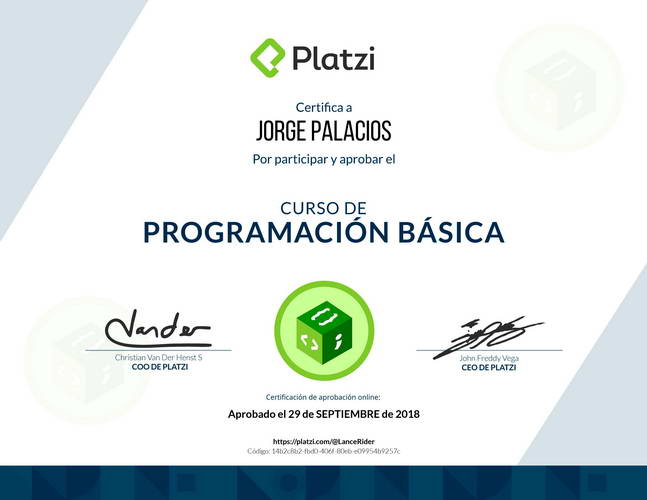 Platzi
Certifica a
JORGE PALACIOS
Por participar y aprobar el
CURSO DE
PROGRAMACIÓN BÁSICA
Vander
Christian Van Der Henst S
COO DE PLATZI
John Freddy Vega
CEO DE PLATZI
Certificación de aprobación online:
Aprobado el 29 de SEPTIEMBRE de 2018
https://platzi.com/@LanceRider
Código: 14b2c8b2-fbd0-406f-80eb-e09954b9257c